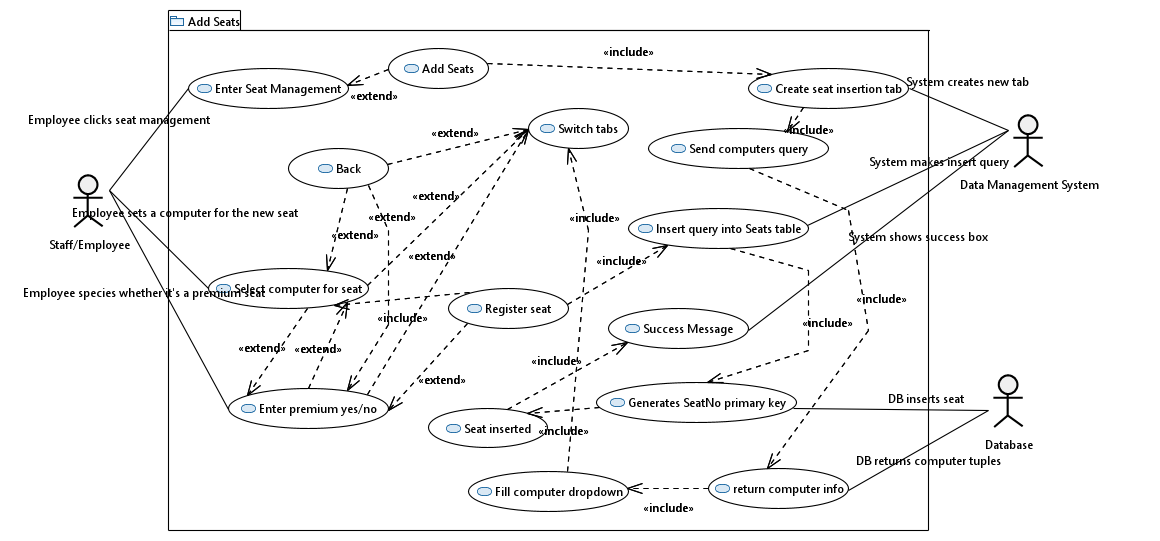 Add Seats
Add Seats
«include»
Enter Seat Management
«extend»
Create seat insertion tab
System creates new tab
Employee clicks seat management
«extend»
Switch tabs
«include»
Send computers query
Back
System makes insert query
Data Management System
«extend»
Employee sets a computer for the new seat
«extend»
«include»
Staff/Employee
«extend»
Insert query into Seats table
System shows success box
«extend»
«include»
Select computer for seat
Employee species whether it's a premium seat
«include»
Register seat
«include»
Success Message
«include»
«extend»
«extend»
«include»
«extend»
Generates SeatNo primary key
DB inserts seat
Enter premium yes/no
Seat inserted
«include»
Database
DB returns computer tuples
Fill computer dropdown
return computer info
«include»